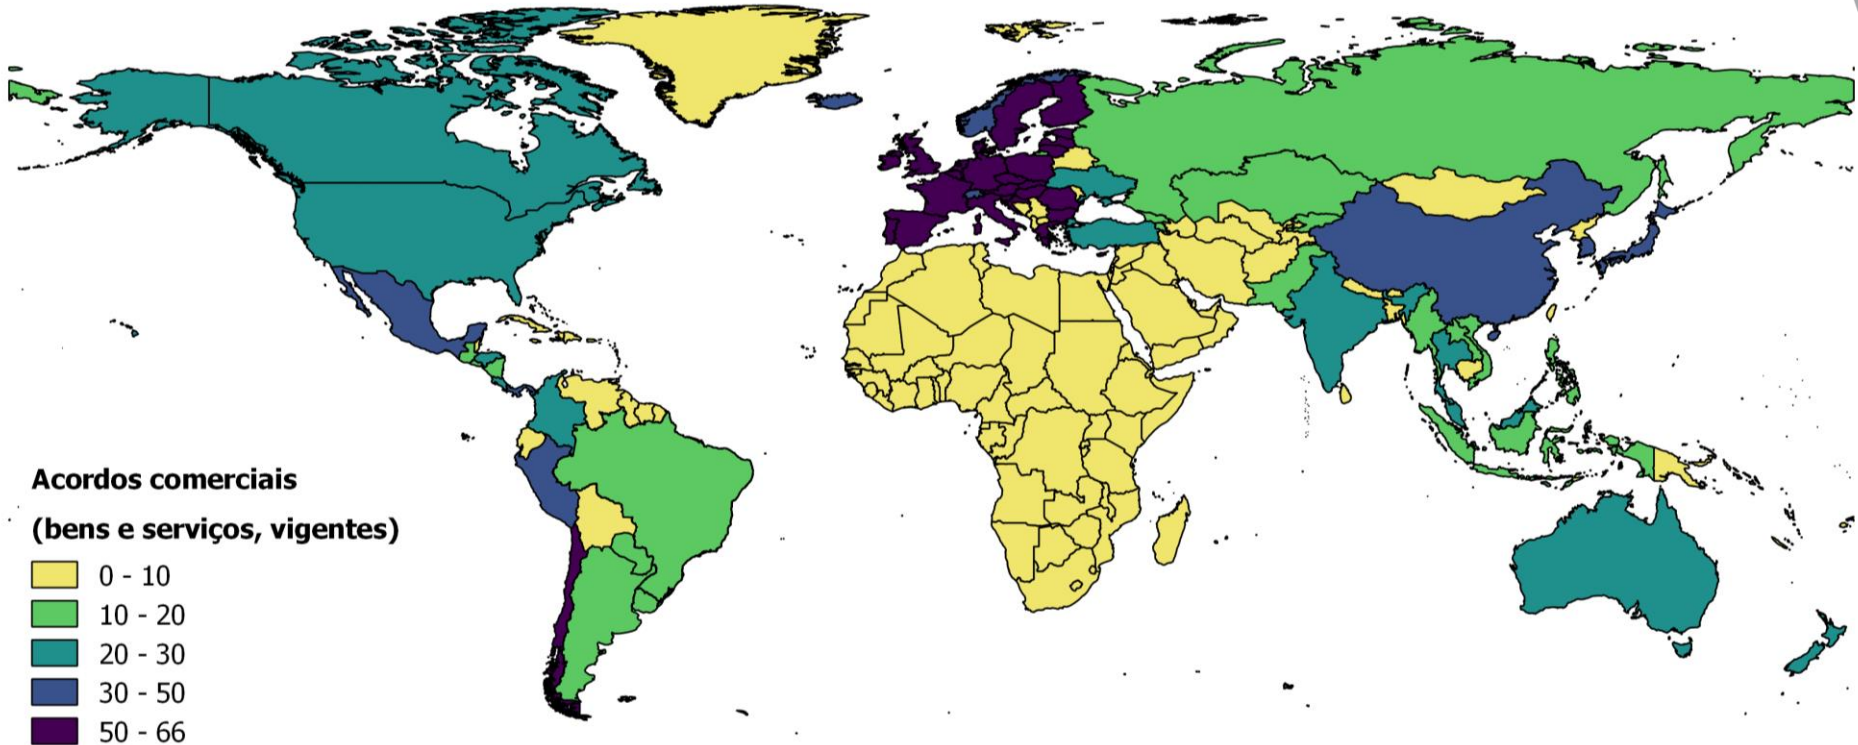 Acordos comerciais
(bens e serviços, vigentes)
0 - 10
10 - 20
20 - 30
30 - 50
50 - 66